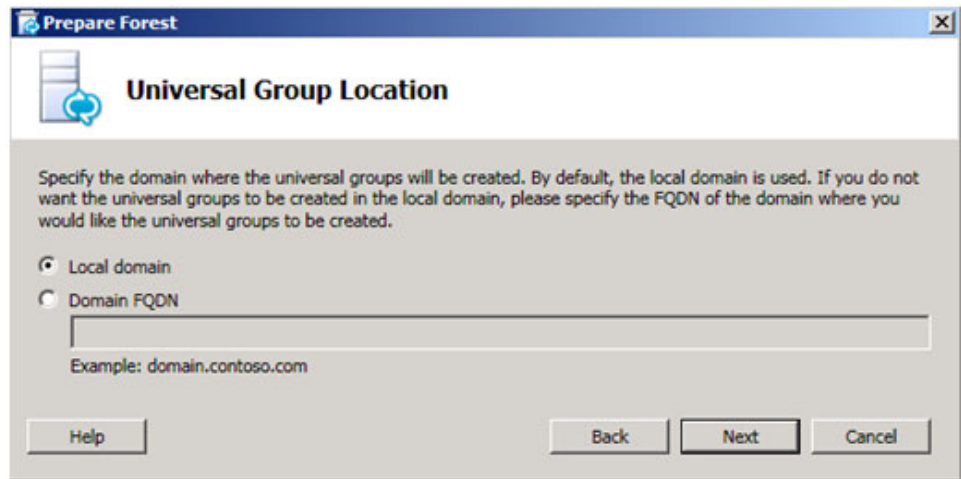 Prepare Forest
Universal Group Location
Specify the domain where the universal groups will be created. By default, the local domain is used. If you do not
want the universal groups to be created in the local domain, please specify the FQDN of the domain where you
would like the universal groups to be created.
Local domain
Domain FQDN
Example: domain.contoso.com
Help
Back
Next
Cancel